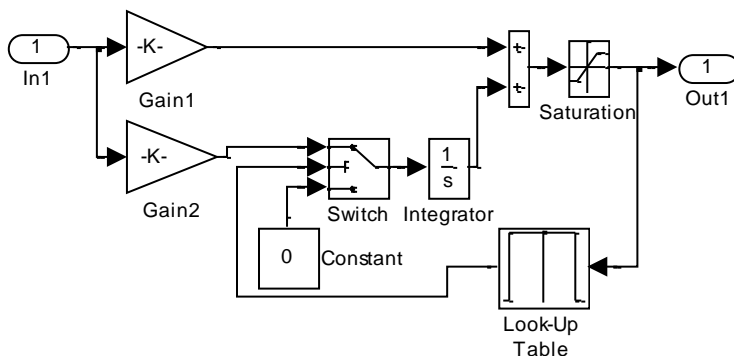 1
In1
-K-
Gain1
+
+
Saturation
1
Out1
-K-
Gain2
Switch
1
s
Integrator
0
Constant
Look-Up
Table